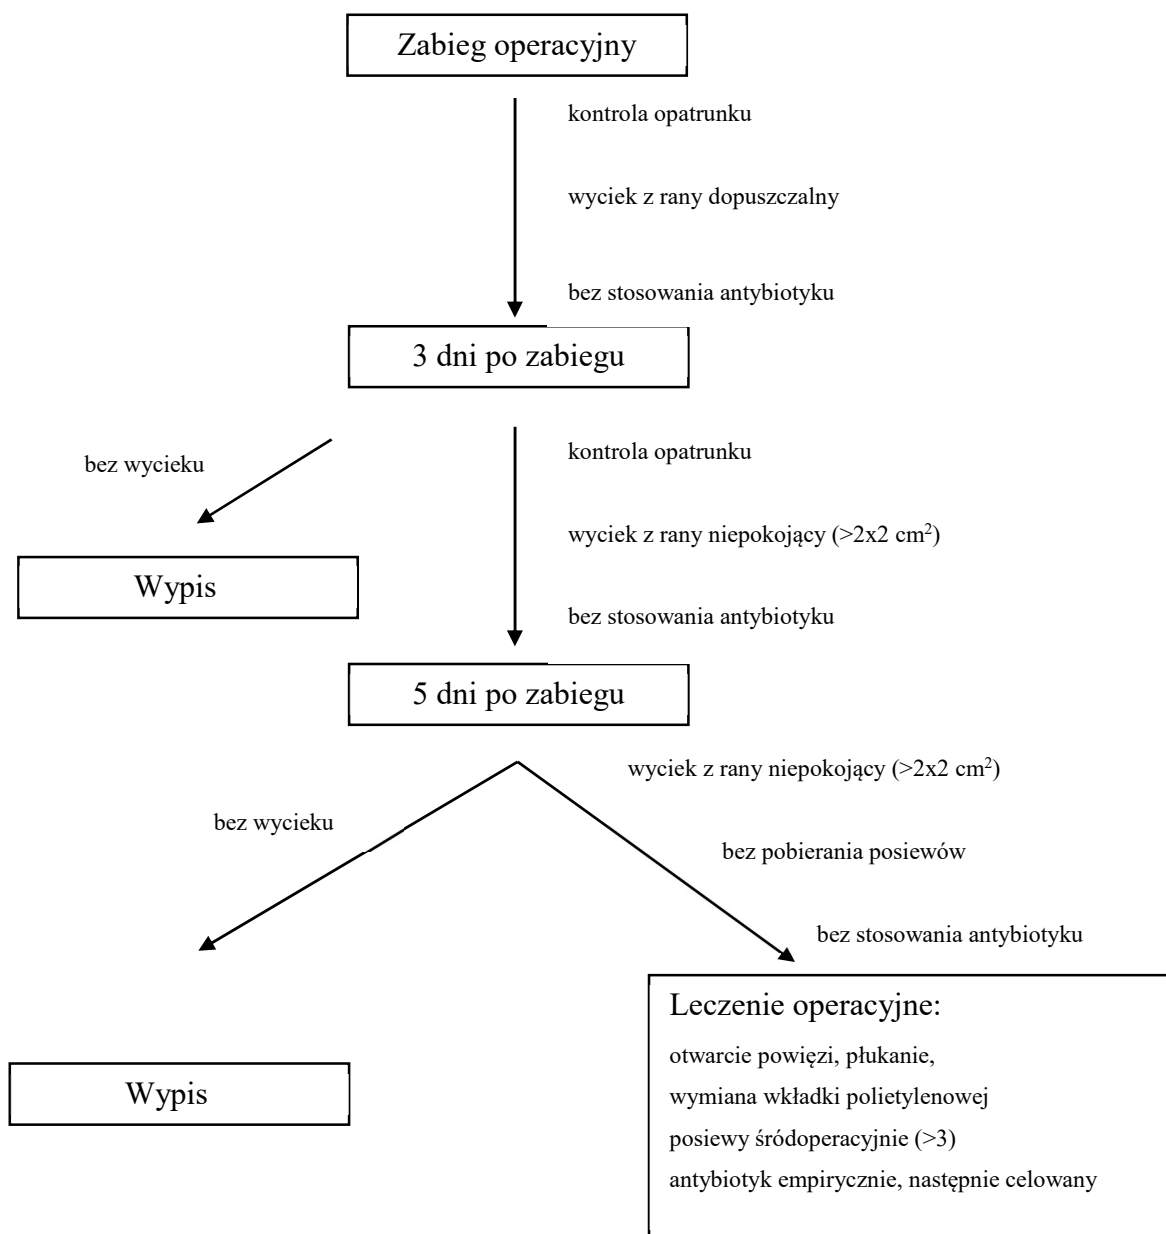 Zabieg operacyjny
kontrola opatrunku
wyciek z rany dopuszczalny
bez stosowania antybiotyku
3 dni po zabiegu
bez wycieku
kontrola opatrunku
wyciek z rany niepokojący (>2x2 cm²)
bez stosowania antybiotyku
Wypis
5 dni po zabiegu
wyciek z rany niepokojący (>2x2 cm²)
bez wycieku
bez pobierania posiewów
bez stosowania antybiotyku
Wypis
Leczenie operacyjne:
otwarcie powięzi, płukanie,
wymiana wkładki polietylenowej
posiewy śródoperacyjnie (>3)
antybiotyk empirycznie, następnie celowany